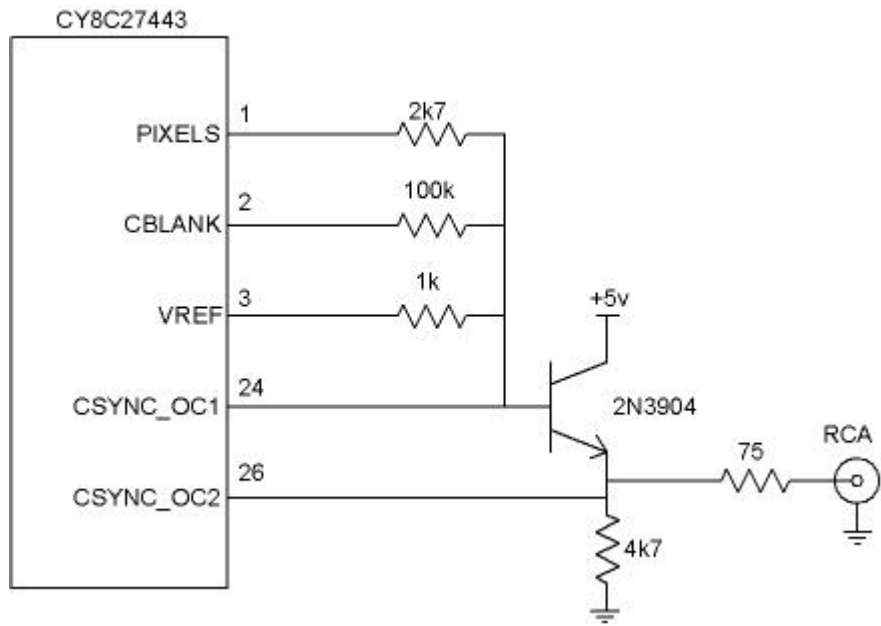 CY8C27443
PIXELS
1
2k7
CBLANK
2
100k
VREF
3
1k
+5v
CSYNC_OC1
24
2N3904
RCA
75
CSYNC_OC2
26
4k7